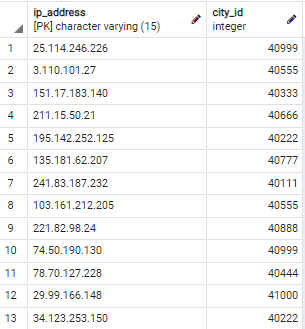 ip_address city_id
[PK] character varying (15) integer
1 25.114.246.226 40999
2 3.110.101.27 40555
3 151.17.183.140 40333
4 211.15.50.21 40666
5 195.142.252.125 40222
6 135.181.62.207 40777
7 241.83.187.232 40111
8 103.161.212.205 40555
9 221.82.98.24 40888
10 74.50.190.130 40999
11 78.70.127.228 40444
12 29.99.166.148 41000
13 34.123.253.150 40222